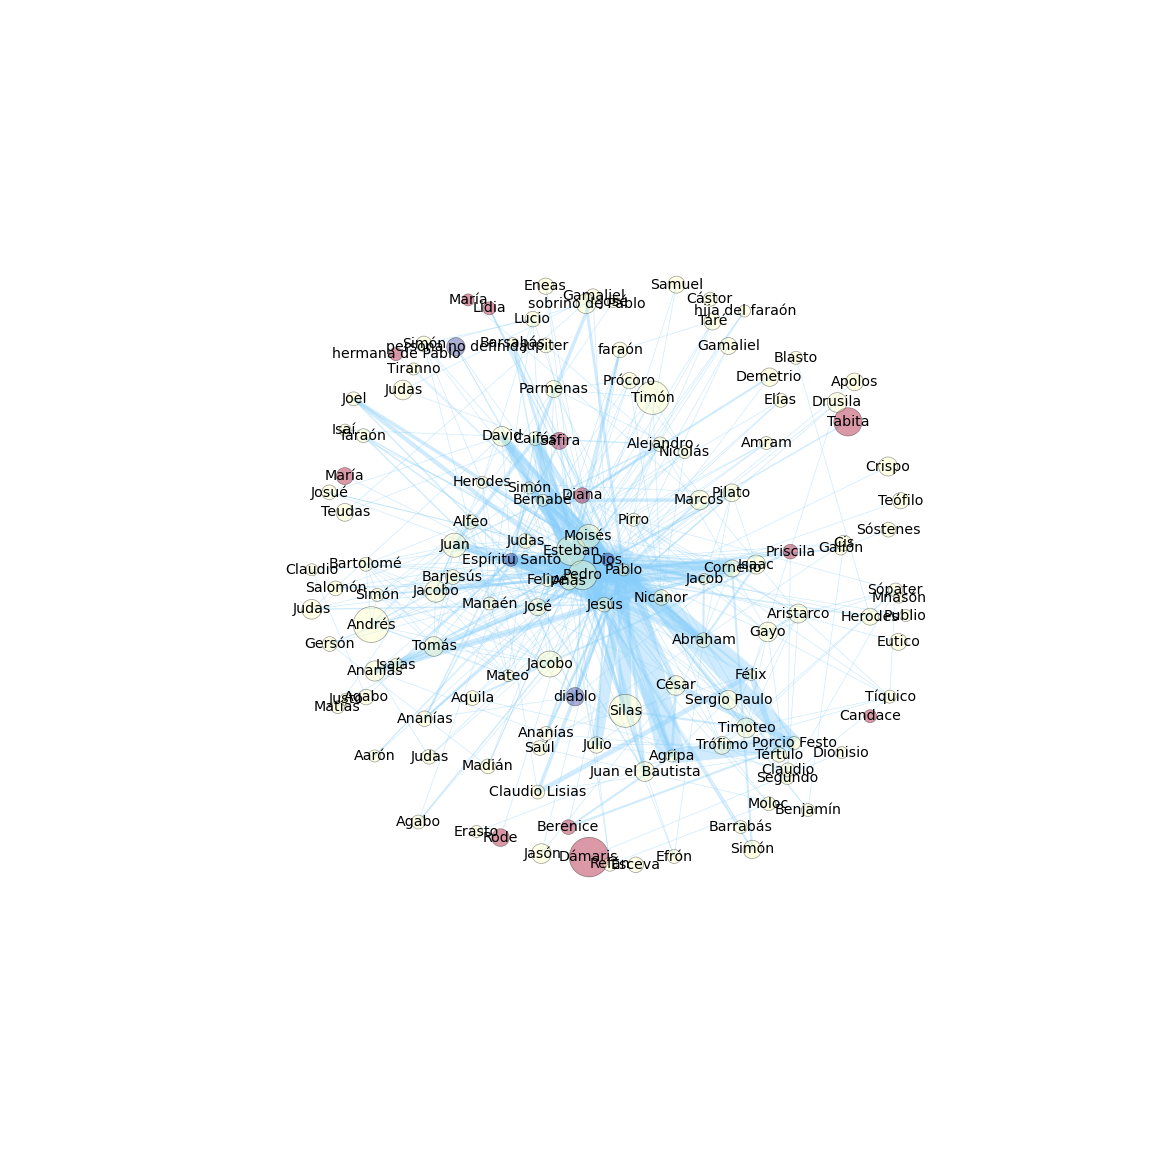 Eneas
Samuel
Gamaliel
José
María
Cástor
sobrino de Pablo
Lidia
hija del faraón
Lucio
Taré
Simón
Barsabás
Júpiter
persona no definida
Gamaliel
faraón
hermana de Pablo
Blasto
Tiranno
Demetrio
Prócoro
Apolos
Judas
Parmenas
Timón
Elías
Drusila
Joel
Tabita
Isaí
faraón
David
Caifás
Safira
Alejandro
Amram
Nicolás
Crispo
María
Herodes
Simón
Josué
Diana
Bernabé
Marcos
Pilato
Teófilo
Teudas
Alfeo
Pirro
Sóstenes
Moisés
Judas
Juan
Cis
Galión
Esteban
Priscila
Espíritu Santo
Dios
Bartolomé
Isaac
Claudio
Pablo
Cornelio
Pedro
Barjesús
Felipe
Anás
Jacob
Salomón
Jacobo
Simón
Sópater
Mnasón
Nicanor
Manaén
José
Jesús
Judas
Aristarco
Herodes
Publio
Andrés
Gayo
Gersón
Tomás
Abraham
Eutico
Isaías
Jacobo
Ananías
Mateo
Félix
César
Justo
Agabo
Aquila
diablo
Sergio Paulo
Tíquico
Matías
Silas
Candace
Ananías
Timoteo
Ananías
Saúl
Julio
Trófimo
Porcio Festo
Aarón
Judas
Agripa
Tértulo
Dionisio
Madián
Juan el Bautista
Claudio
Segundo
Claudio Lisias
Moloc
Benjamín
Agabo
Erasto
Rode
Berenice
Barrabás
Jasón
Dámaris
Refán
Esceva
Efrón
Simón